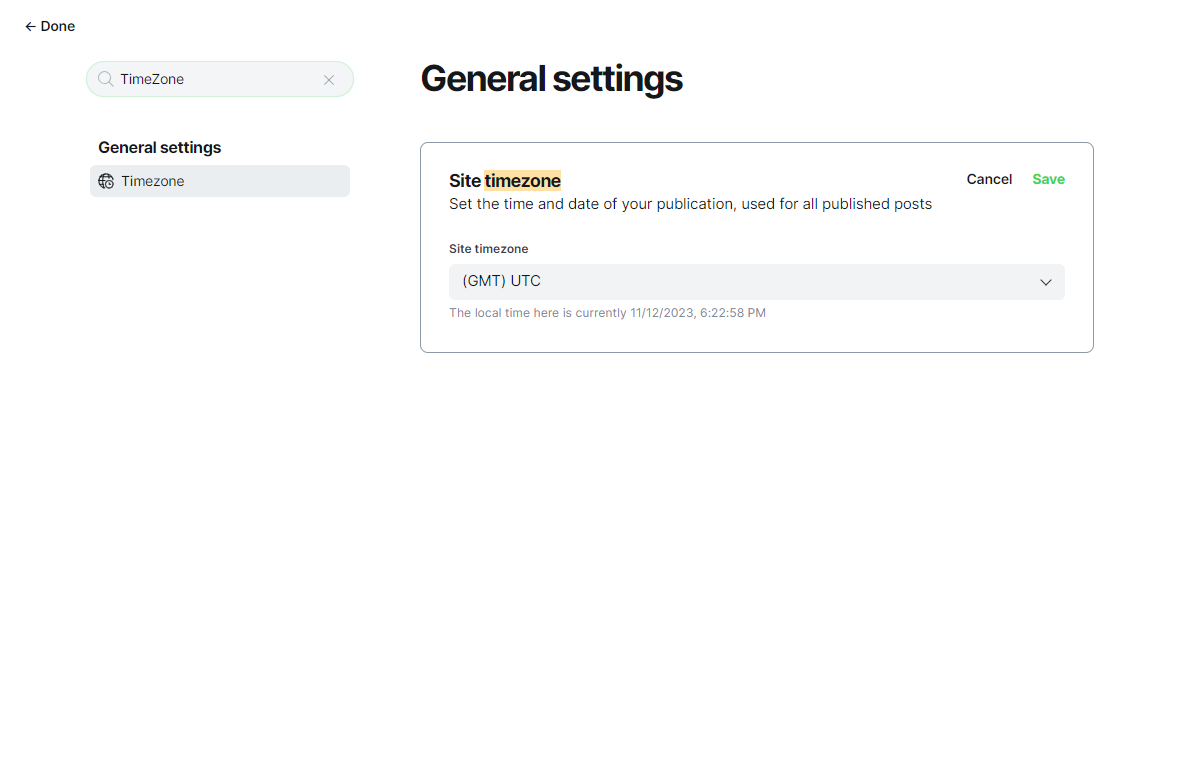 ← Done
TimeZone
General settings
Timezone
General settings
Site timezone
Cancel
Save
Set the time and date of your publication, used for all published posts
Site timezone
(GMT) UTC
The local time here is currently 11/12/2023, 6:22:58 PM